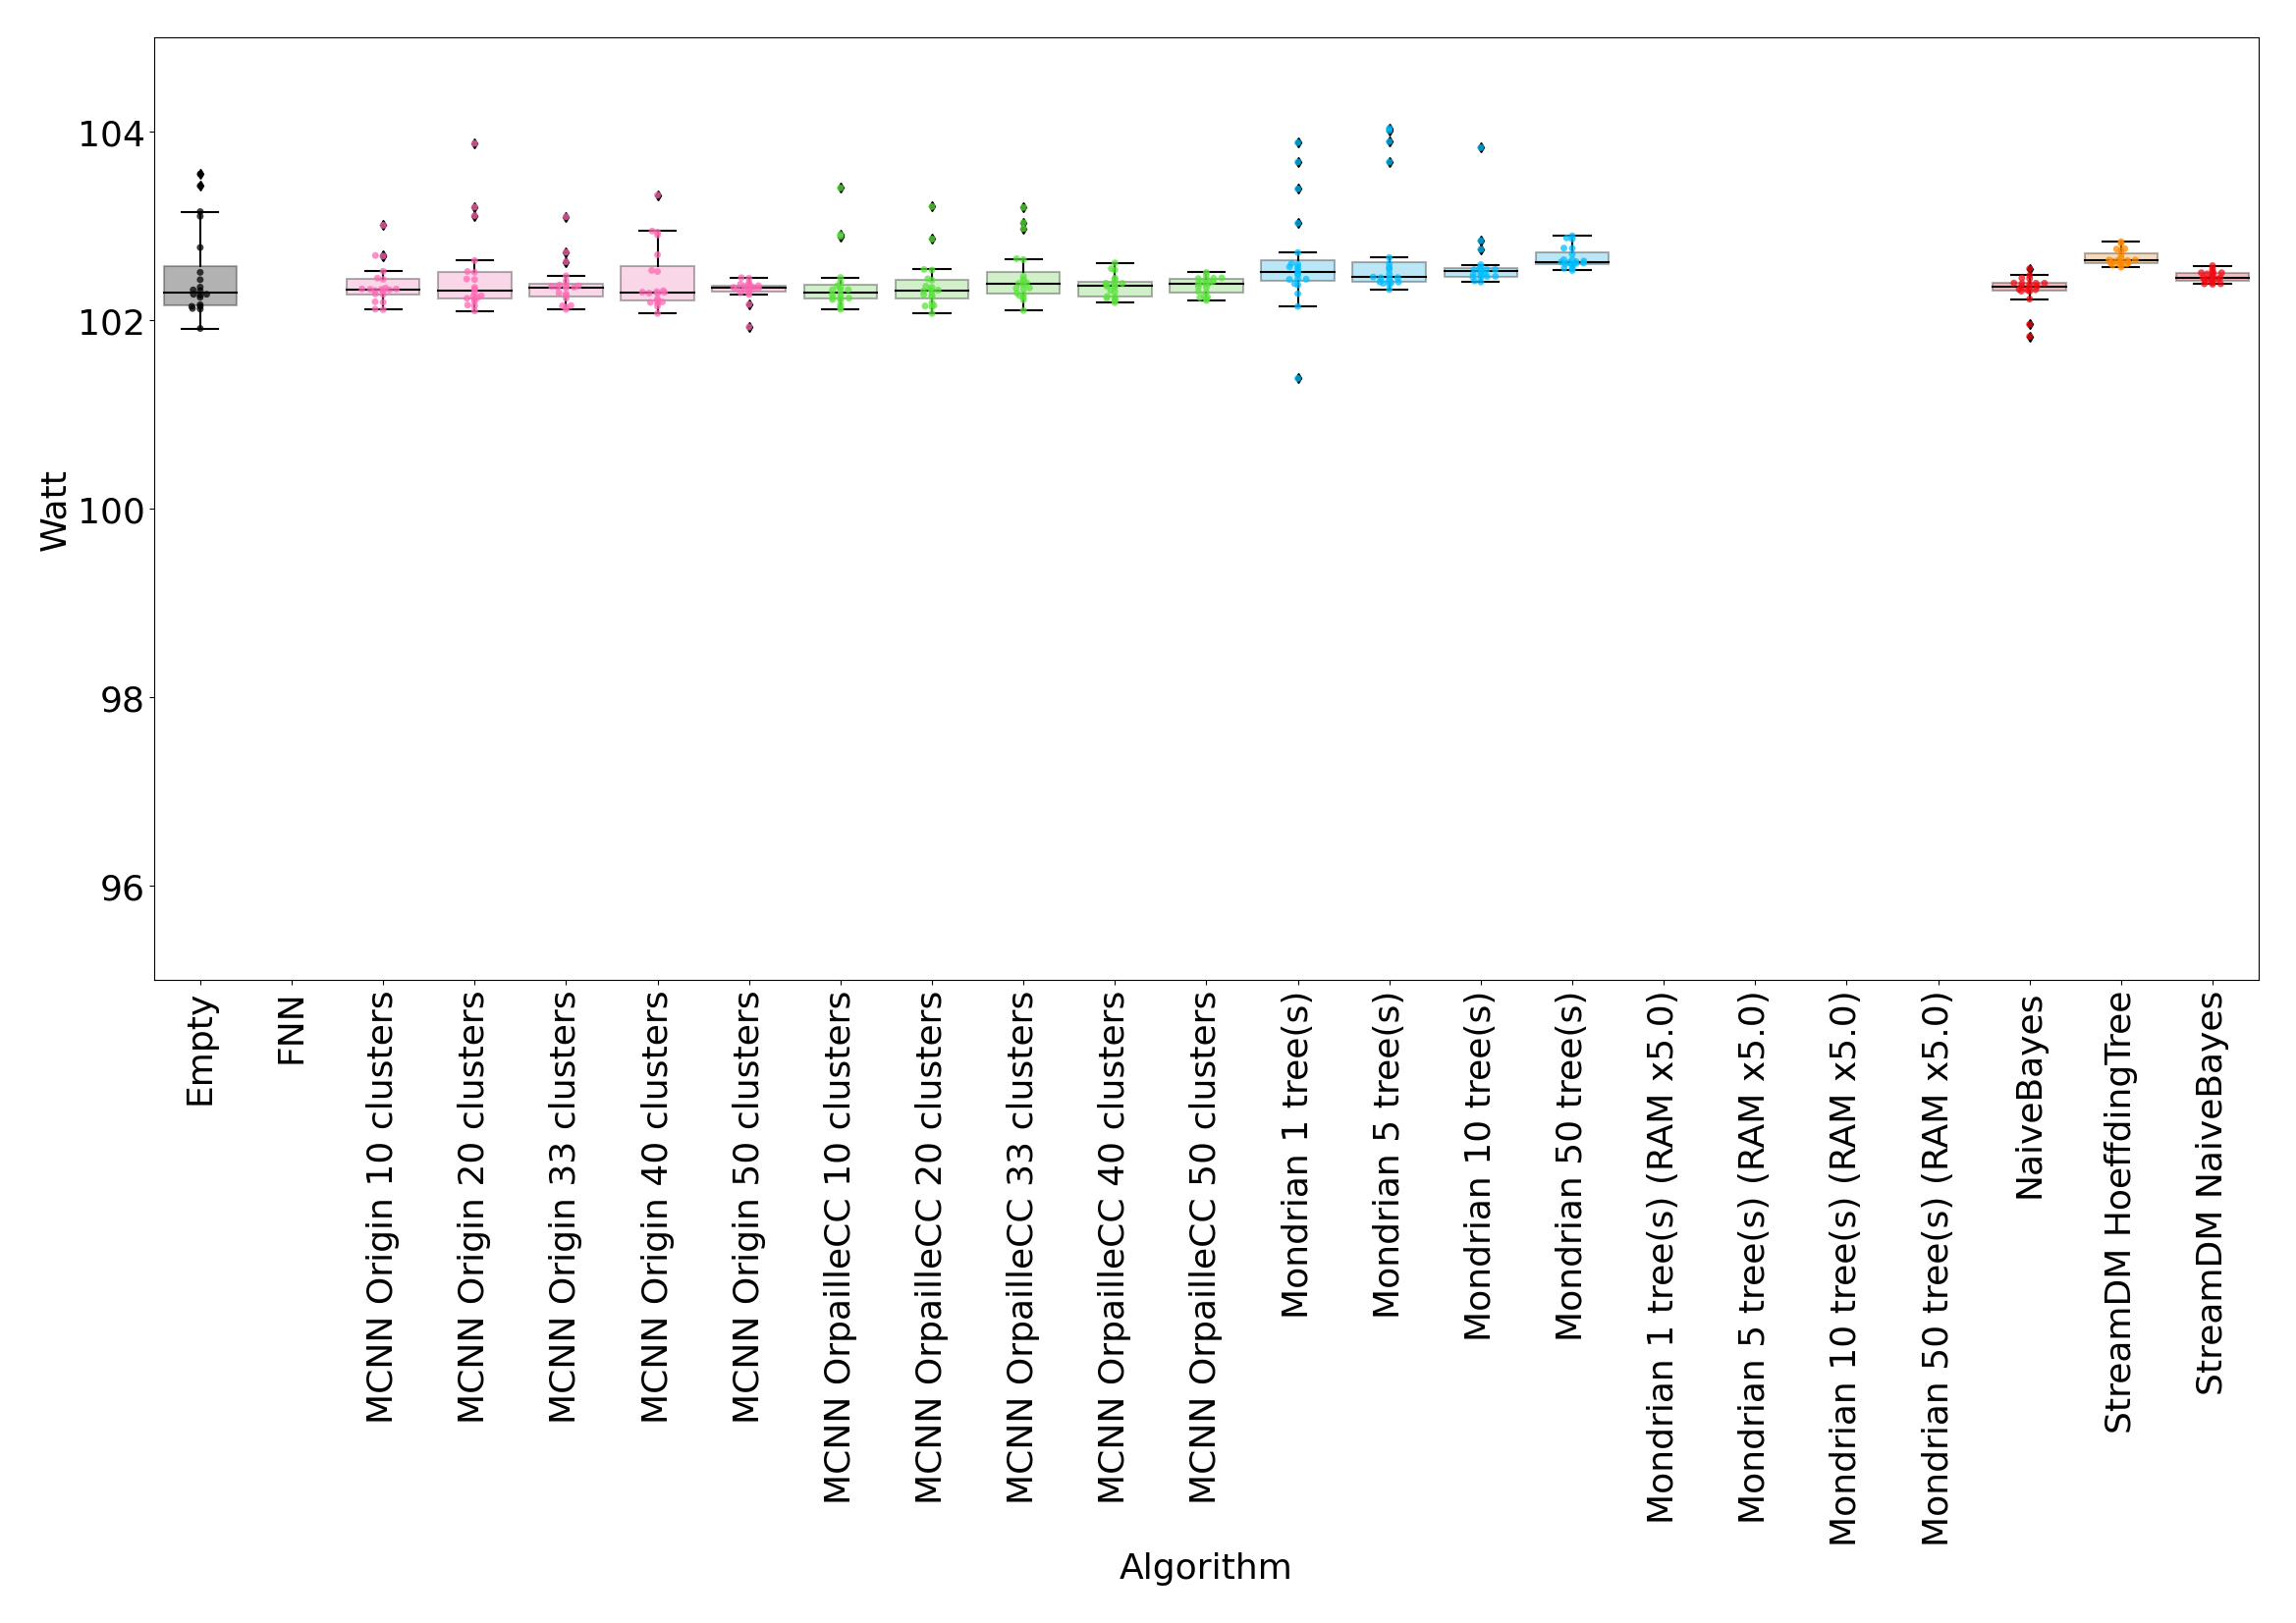 Watt
104
102
100
98
96
Empty
FNN
MCNN Origin 10 clusters
MCNN Origin 20 clusters
MCNN Origin 33 clusters
MCNN Origin 40 clusters
MCNN Origin 50 clusters
MCNN OrpailleCC 10 clusters
MCNN OrpailleCC 20 clusters
MCNN OrpailleCC 33 clusters
MCNN OrpailleCC 40 clusters
MCNN OrpailleCC 50 clusters
Mondrian 1 tree(s)
Mondrian 5 tree(s)
Mondrian 10 tree(s)
Mondrian 50 tree(s)
Mondrian 1 tree(s) (RAM x5.0)
Mondrian 5 tree(s) (RAM x5.0)
Mondrian 10 tree(s) (RAM x5.0)
Mondrian 50 tree(s) (RAM x5.0)
NaiveBayes
StreamDM HoeffdingTree
StreamDM NaiveBayes
Algorithm